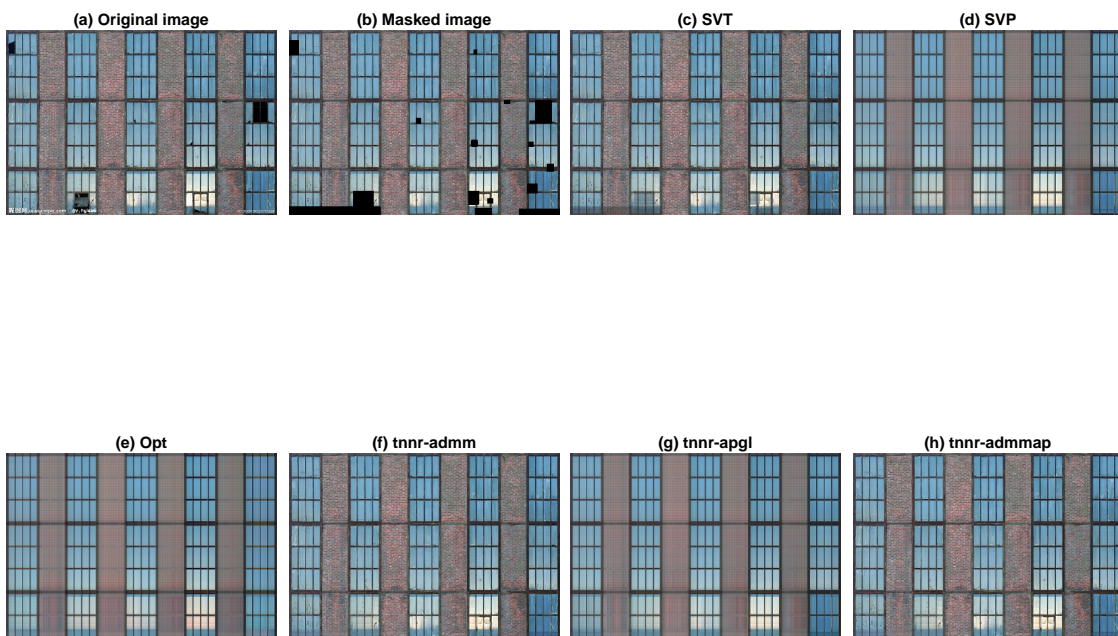 (a) Original image
(b) Masked image
(c) SVT
(d) SVP
(e) Opt
(f) tnnr-admm
(g) tnnr-apgl
(h) tnnr-admmap